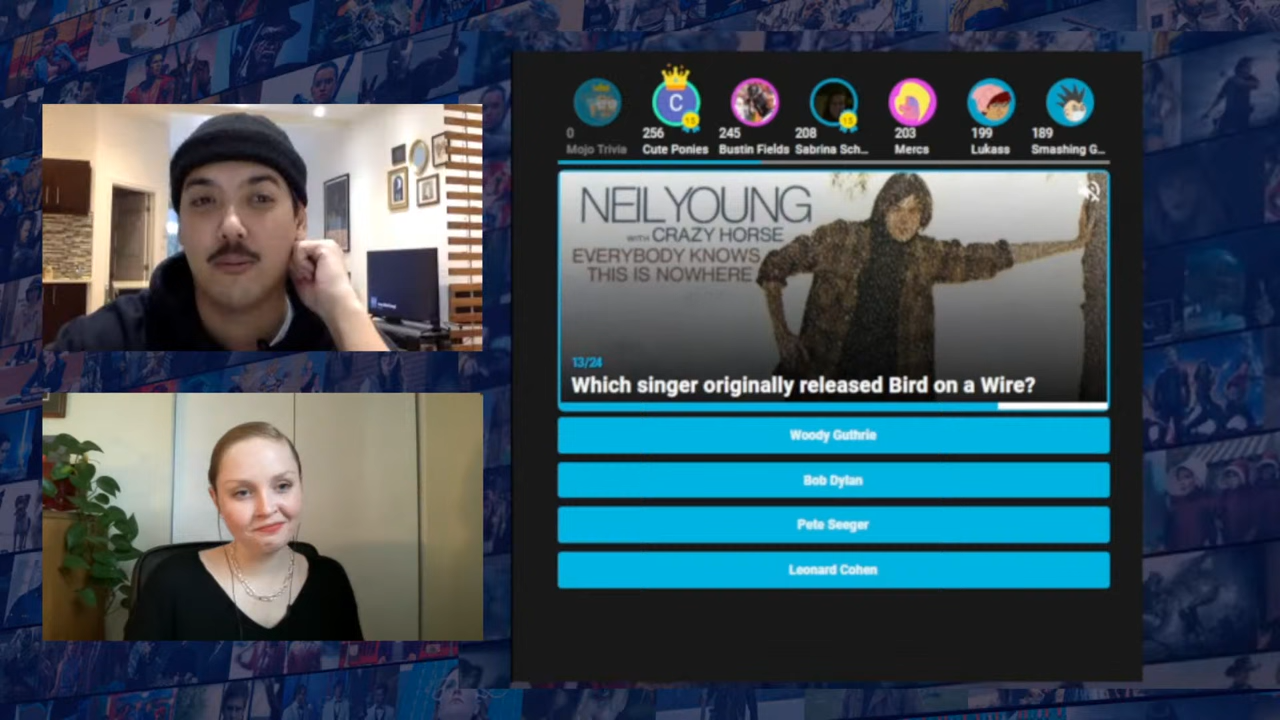 0
Mojo Trivia
C
256
Cute Ponies
245
Bustin Fields
208
Sabrina Sch...
203
Mercs
199
Lukass
189
Smashing G...
NEIL YOUNG
WITH CRAZY HORSE
EVERYBODY KNOWS
THIS IS NOWHERE
13/24
Which singer originally released Bird on a Wire?
Woody Guthrie
Bob Dylan
Pete Seeger
Leonard Cohen